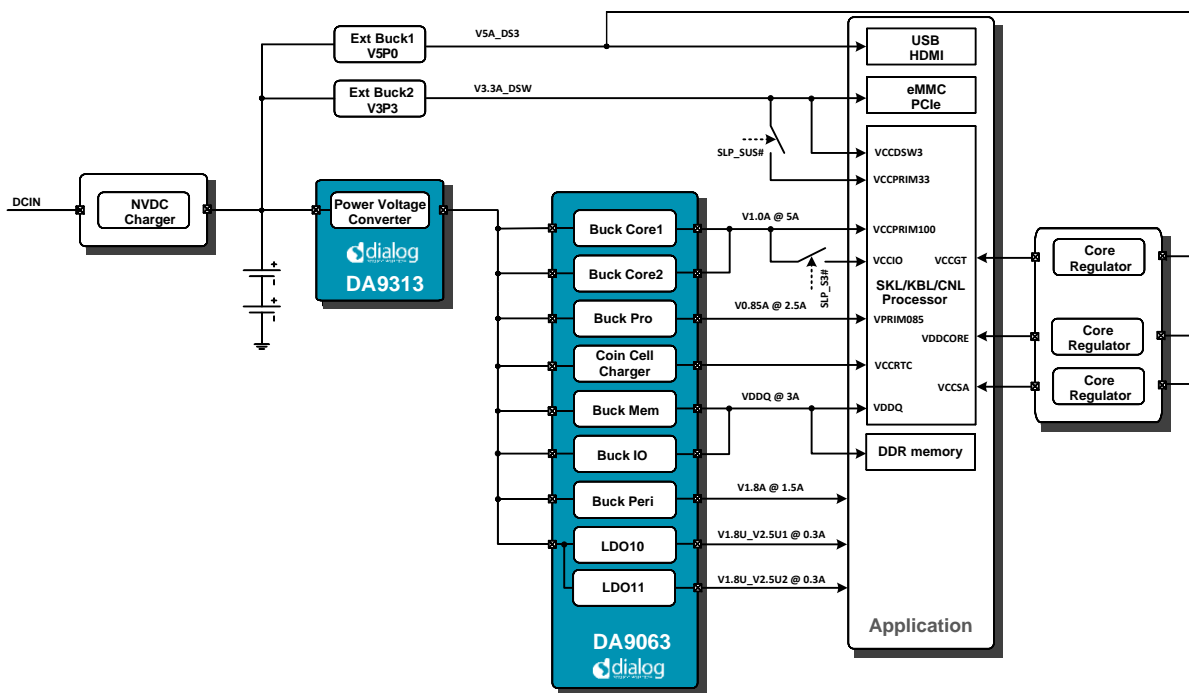 Ext Buck1
V5P0
V5A_DS3
USB
HDMI
Ext Buck2
V3P3
V3.3A_DSW
eMMC
PCIe
SLP_SUS#
VCCDSW3
VCCPRIM33
DCIN
NVDC
Charger
Power Voltage
Converter
dialog
DA9313
Buck Core1
V1.0A @ 5A
VCCPRIM100
Buck Core2
SLP_S3#
VCCIO
VCCGT
SKL/KBL/CNL
Processor
Core
Regulator
Buck Pro
V0.85A @ 2.5A
VPRIM085
VDDCORE
Core
Regulator
Coin Cell
Charger
VCCRTC
VCCSA
Core
Regulator
Buck Mem
VDDQ @ 3A
VDDQ
Buck IO
DDR memory
Buck Peri
V1.8A @ 1.5A
LDO10
V1.8U_V2.5U1 @ 0.3A
LDO11
V1.8U_V2.5U2 @ 0.3A
Application
DA9063
dialog